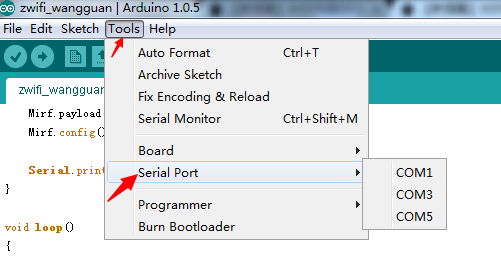 zwifi_wangguan | Arduino 1.0.5
File Edit Sketch Tools Help
zwifi_wangguan
Mirf.payload
Mirf.config()
Serial.print
}
void loop()
{
Auto Format Ctrl+T
Archive Sketch
Fix Encoding & Reload
Serial Monitor Ctrl+Shift+M
Board
Serial Port
Programmer
Burn Bootloader
COM1
COM3
COM5